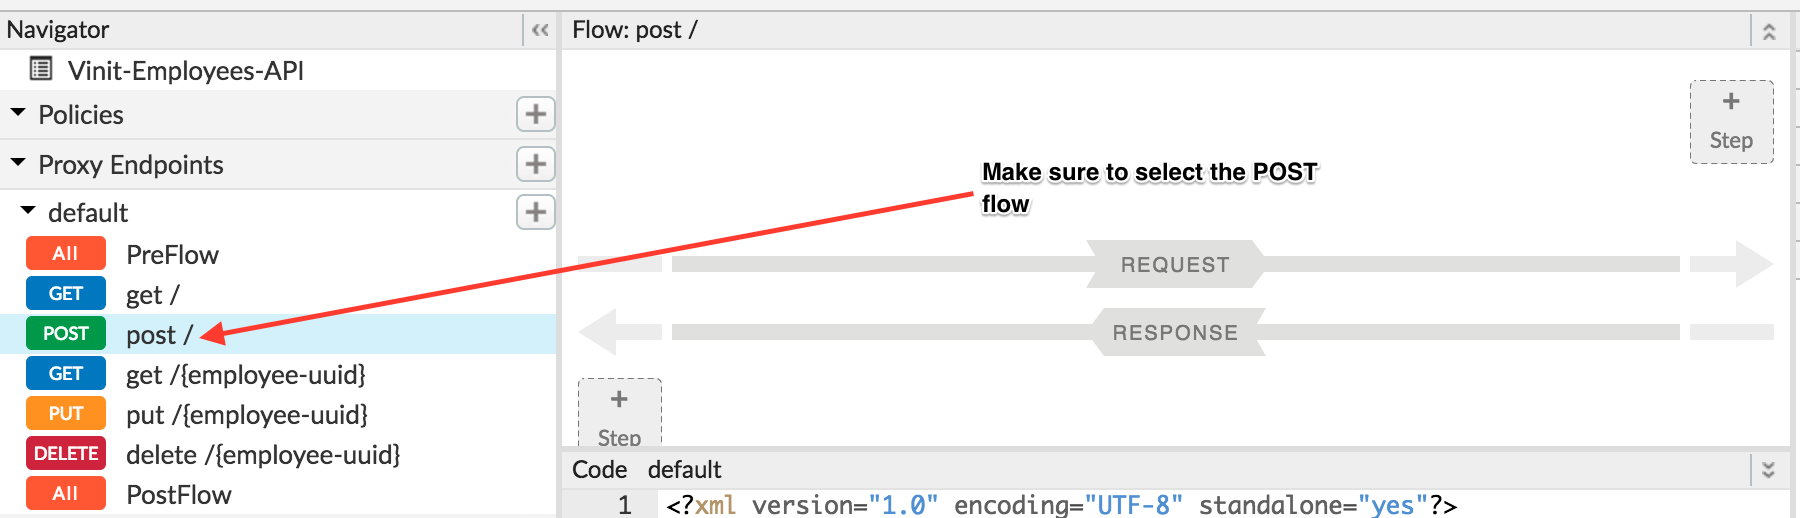 Navigator
Flow: post /
Vinit-Employees-API
Policies
Proxy Endpoints
default
All PreFlow
GET get /
POST post /
GET get /{employee-uuid}
PUT put /{employee-uuid}
DELETE delete /{employee-uuid}
All PostFlow
+
Step
Make sure to select the POST
flow
REQUEST
RESPONSE
+
Step
Code default
1 <?xml version="1.0" encoding="UTF-8" standalone="yes"?>